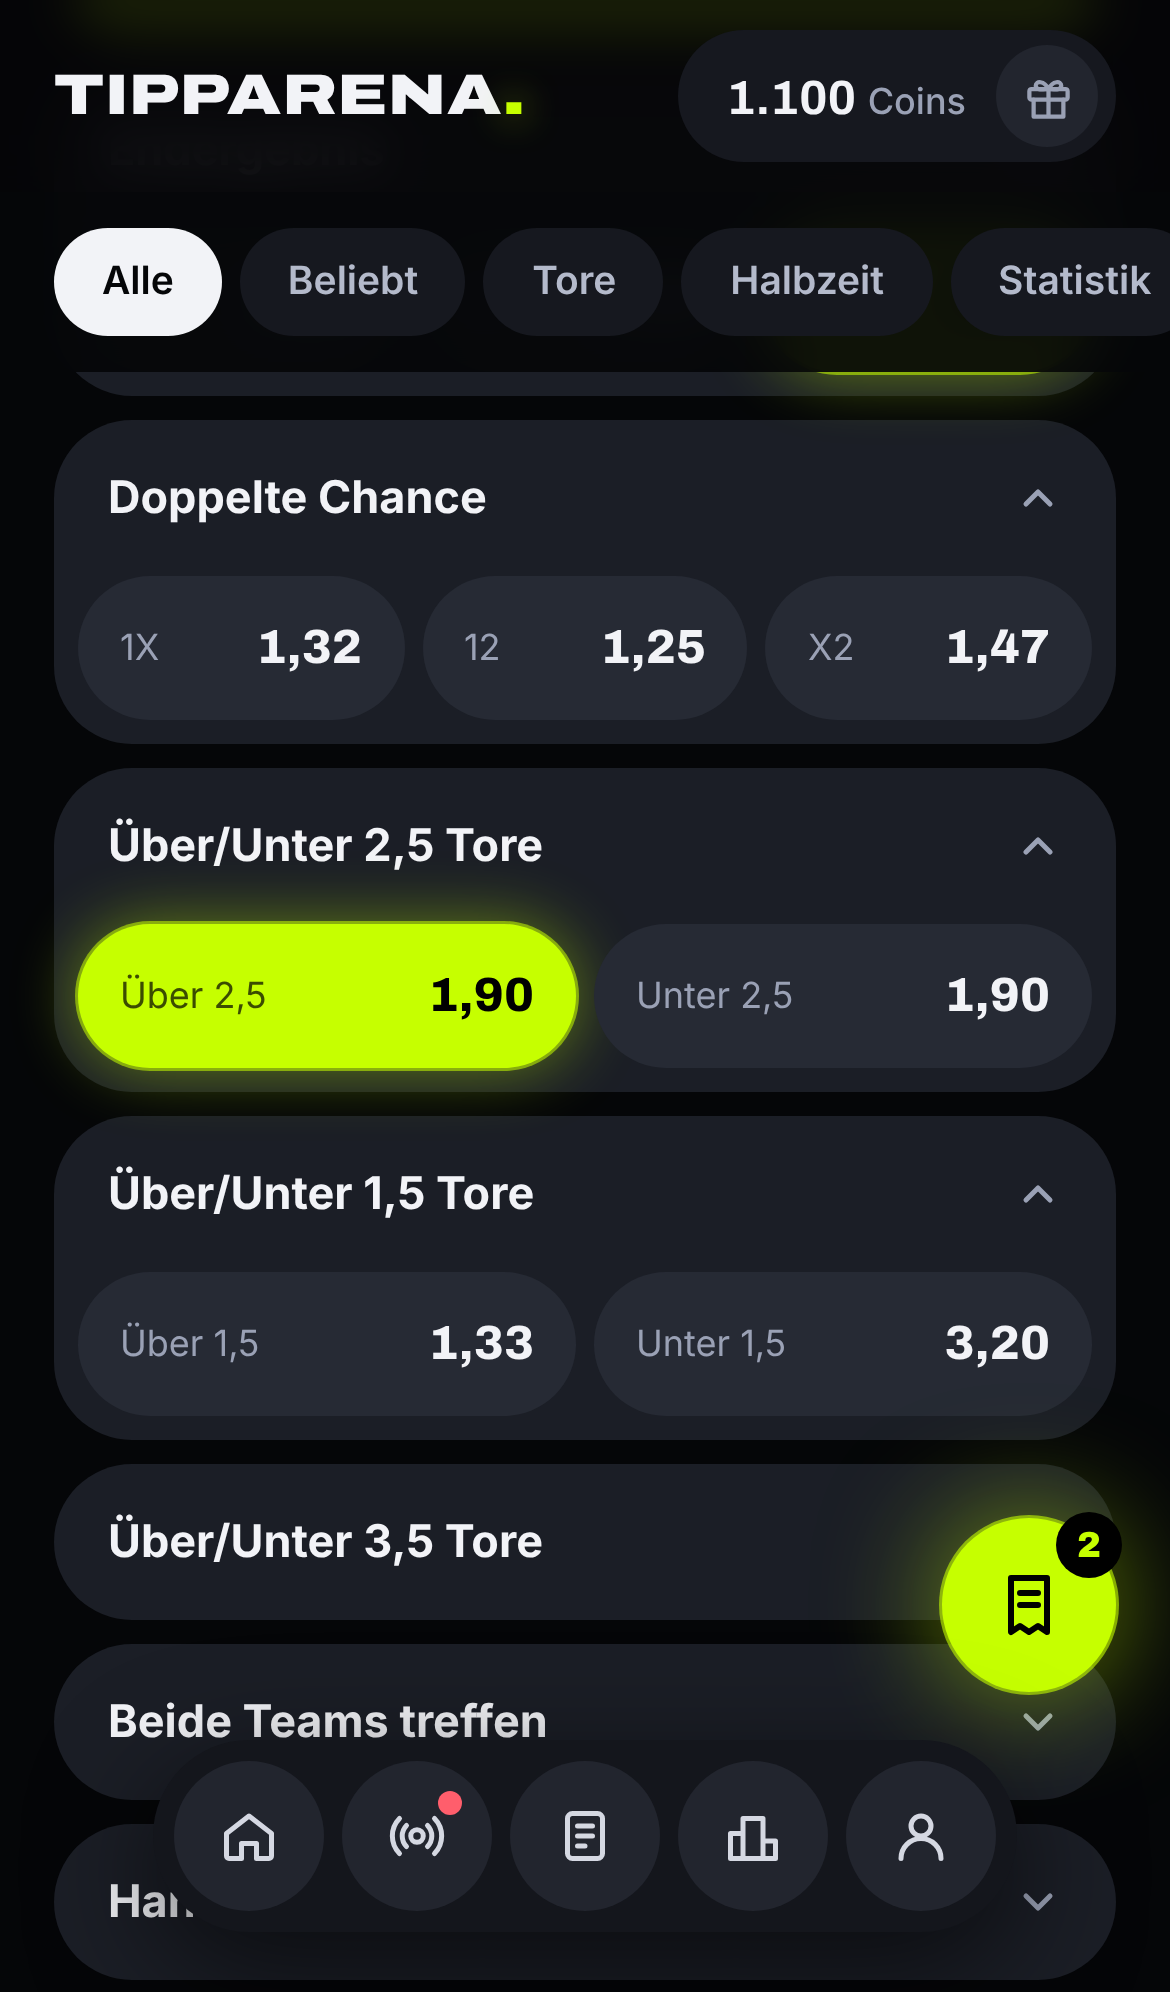 TIPPARENA.
1.100 Coins
Endergebnis
Alle
Beliebt
Tore
Halbzeit
Statistik
Doppelte Chance
1X 1,32
12 1,25
X2 1,47
Über/Unter 2,5 Tore
Über 2,5 1,90
Unter 2,5 1,90
Über/Unter 1,5 Tore
Über 1,5 1,33
Unter 1,5 3,20
Über/Unter 3,5 Tore
2
Beide Teams treffen